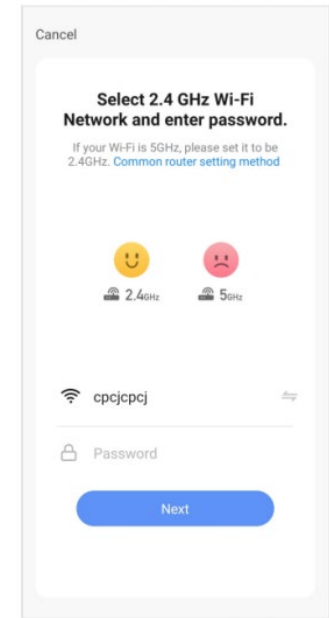 Cancel
Select 2.4 GHz Wi-Fi
Network and enter password.
If your Wi-Fi is 5GHz, please set it to be
2.4GHz. Common router setting method
2.4GHz 5GHz
cpcjcpcj
Password
Next